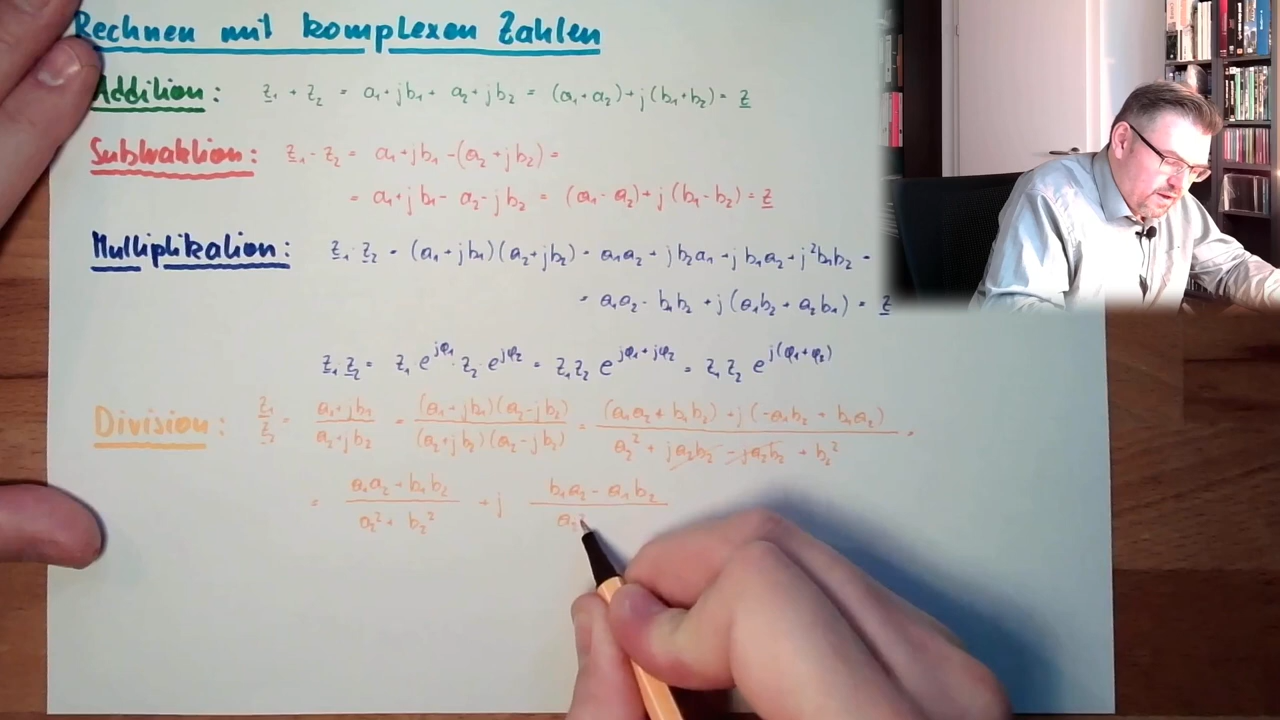 Rechnen mit komplexen Zahlen
Addition: z₁ + z₂ = a₁+jb₁ + a₂+jb₂ = (a₁+a₂)+j(b₁+b₂) = z
Subtraktion: z₁ - z₂ = a₁+jb₁ -(a₂+jb₂) =
= a₁+jb₁ - a₂-jb₂ = (a₁-a₂)+j(b₁-b₂) = z
Multiplikation: z₁·z₂ = (a₁+jb₁)(a₂+jb₂) = a₁a₂ + jb₂a₁ + jb₁a₂ + j²b₁b₂ =
= a₁a₂ - b₁b₂ + j(a₁b₂ + a₂b₁) = z
z₁z₂ = z₁ e^{jφ₁} · z₂ e^{jφ₂} = z₁z₂ e^{jφ₁+jφ₂} = z₁z₂ e^{j(φ₁+φ₂)}
Division: z₁/z₂ = (a₁+jb₁)/(a₂+jb₂) = ((a₁+jb₁)(a₂-jb₂))/((a₂+jb₂)(a₂-jb₂)) = ((a₁a₂+b₁b₂)+j(-a₁b₂+b₁a₂))/(a₂²+ja₂b₂-ja₂b₂+b₂²) =
= (a₁a₂+b₁b₂)/(a₂²+b₂²) + j (b₁a₂-a₁b₂)/(a₂²